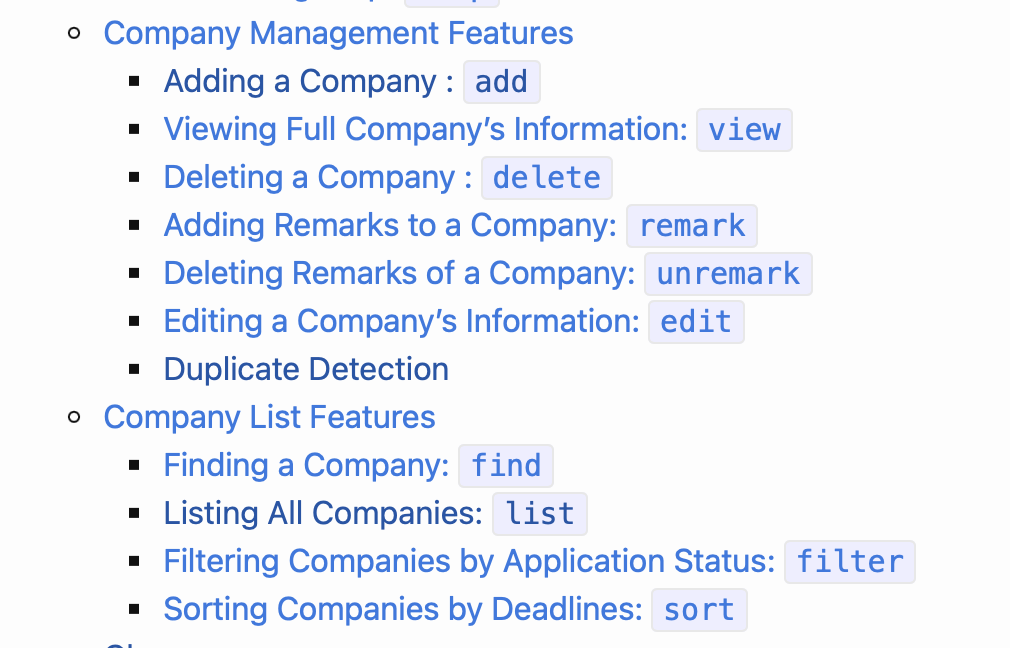 Company Management Features
Adding a Company : add
Viewing Full Company’s Information: view
Deleting a Company : delete
Adding Remarks to a Company: remark
Deleting Remarks of a Company: unremark
Editing a Company’s Information: edit
Duplicate Detection
Company List Features
Finding a Company: find
Listing All Companies: list
Filtering Companies by Application Status: filter
Sorting Companies by Deadlines: sort